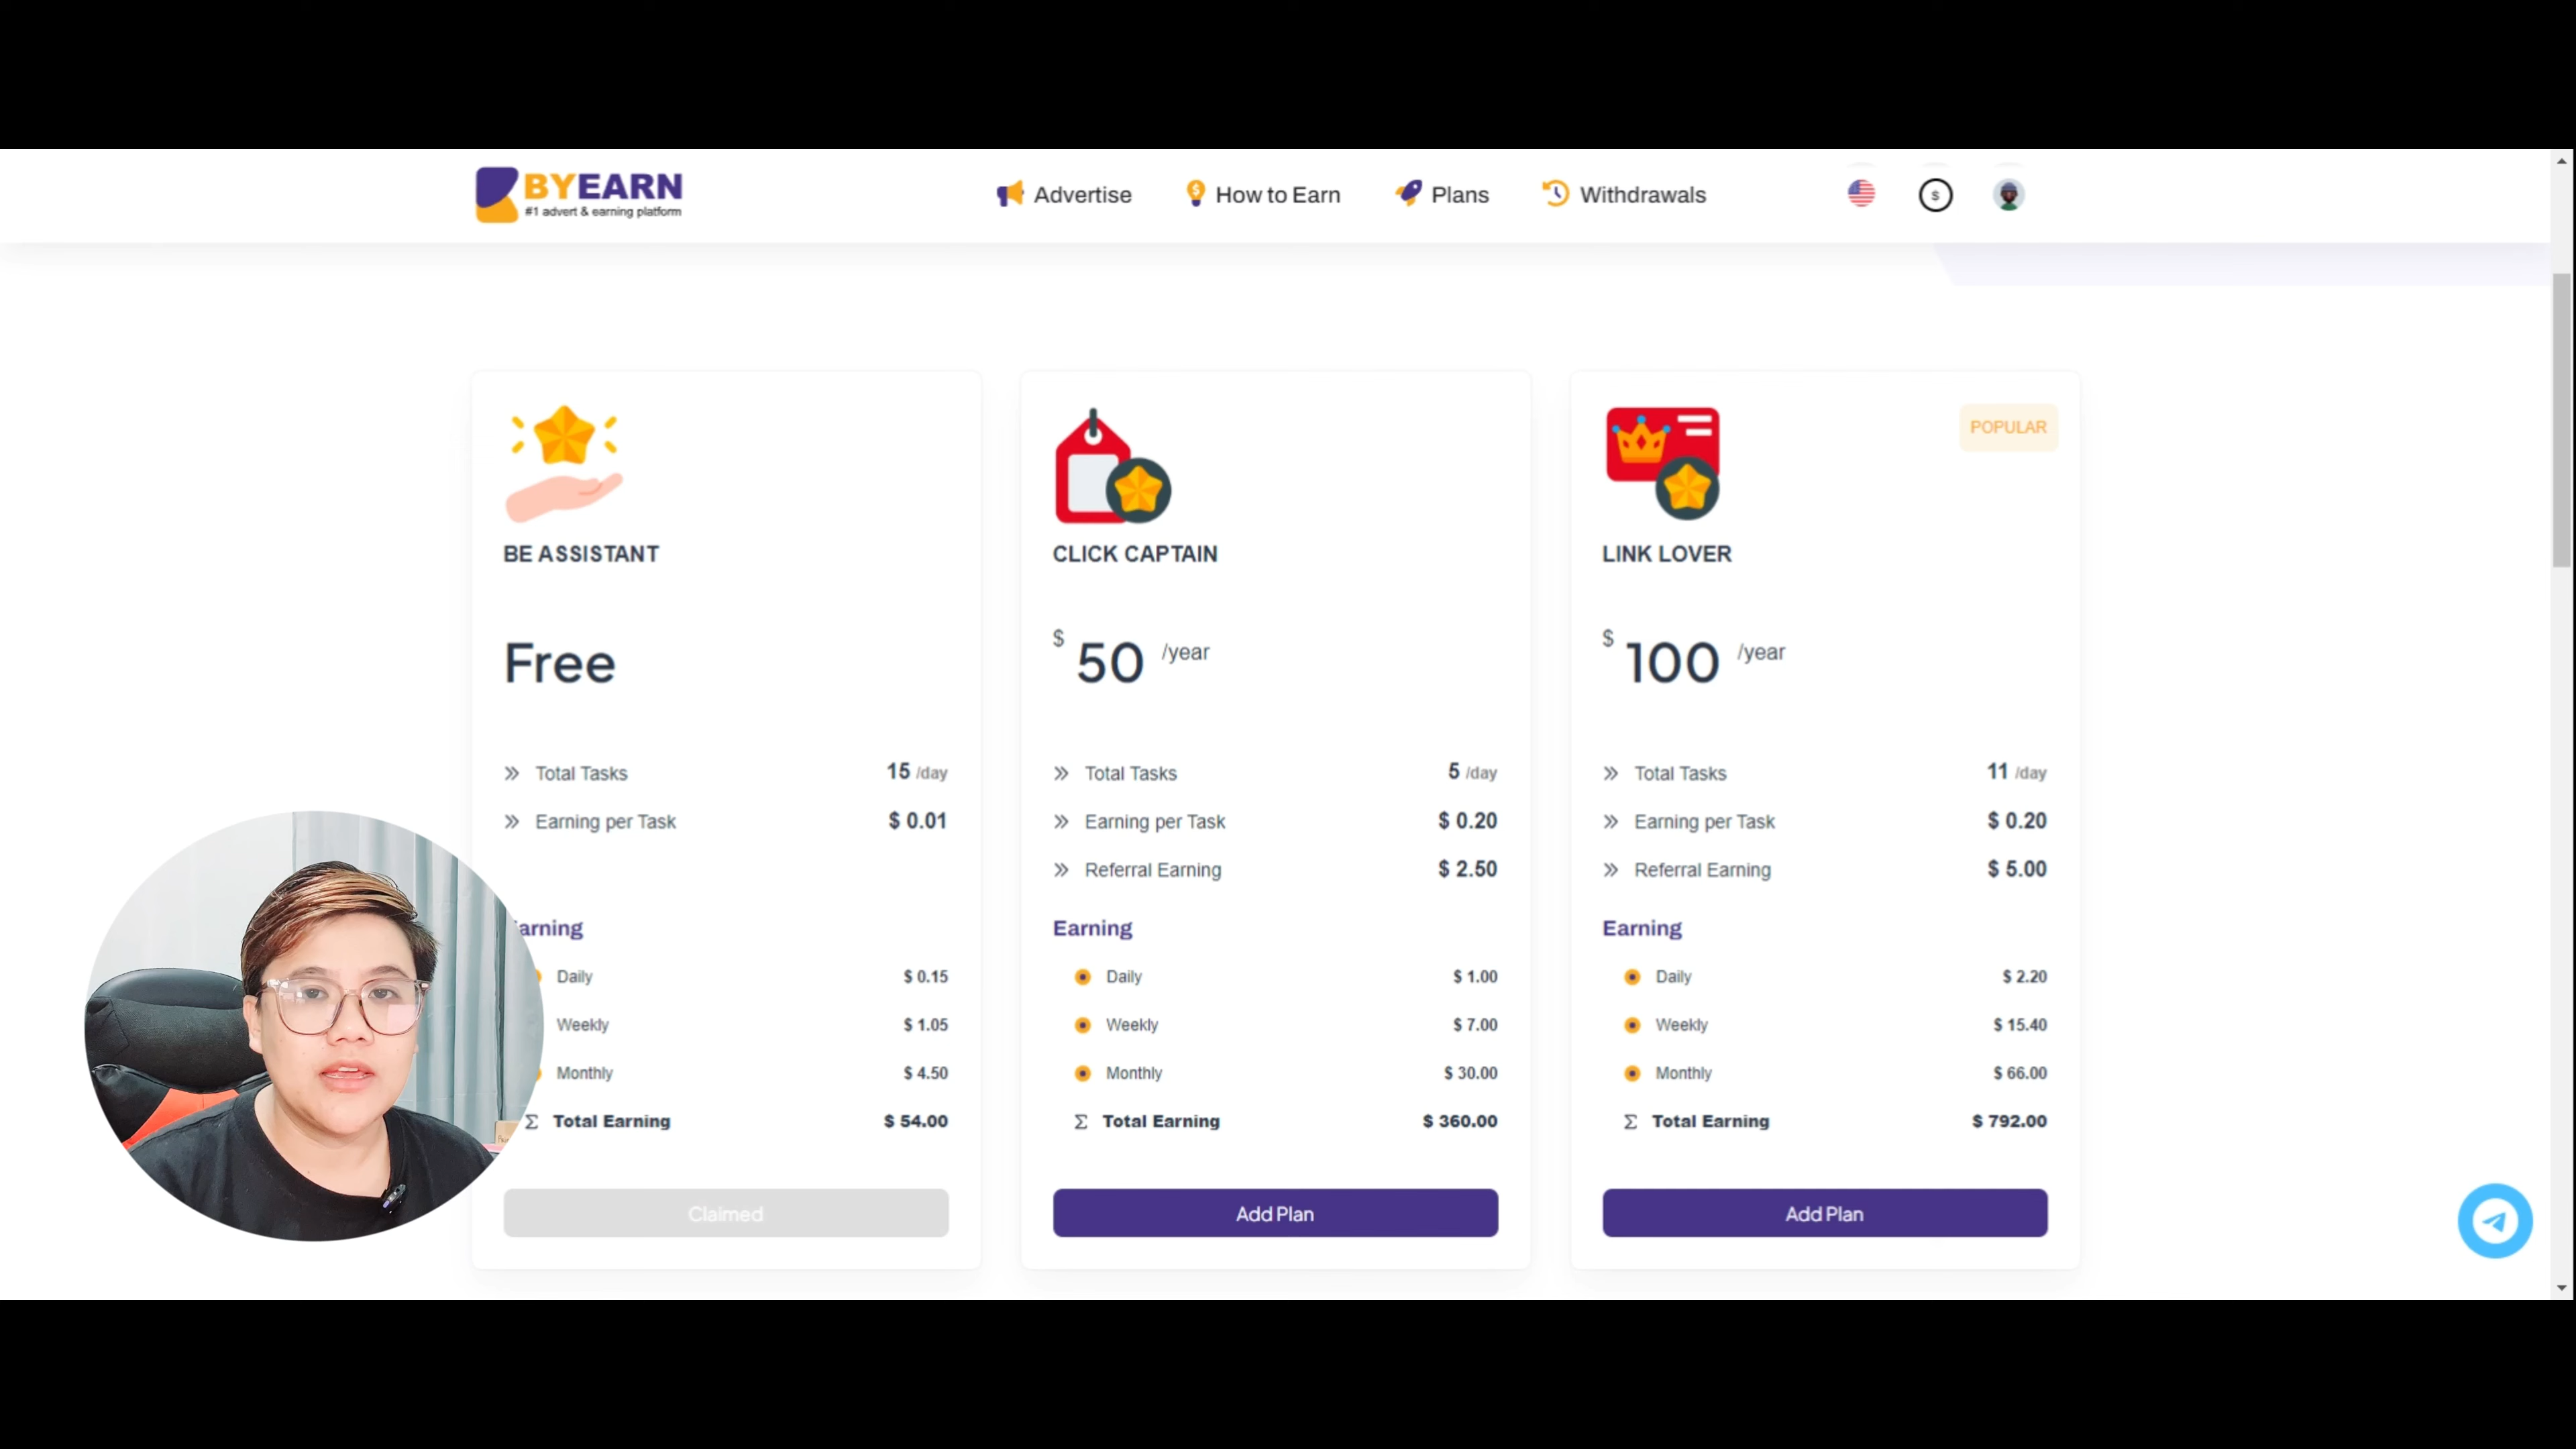 BYEARN
#1 advert & earning platform
Advertise
How to Earn
Plans
Withdrawals
$
BE ASSISTANT
Free
Total Tasks 15 /day
Earning per Task $ 0.01
arning
Daily $ 0.15
Weekly $ 1.05
Monthly $ 4.50
Σ Total Earning $ 54.00
Claimed
CLICK CAPTAIN
$ 50 /year
Total Tasks 5 /day
Earning per Task $ 0.20
Referral Earning $ 2.50
Earning
Daily $ 1.00
Weekly $ 7.00
Monthly $ 30.00
Σ Total Earning $ 360.00
Add Plan
POPULAR
LINK LOVER
$ 100 /year
Total Tasks 11 /day
Earning per Task $ 0.20
Referral Earning $ 5.00
Earning
Daily $ 2.20
Weekly $ 15.40
Monthly $ 66.00
Σ Total Earning $ 792.00
Add Plan